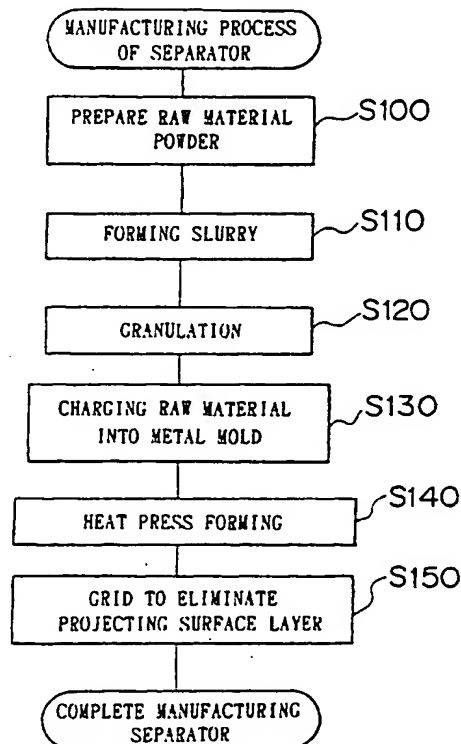 MANUFACTURING PROCESS
OF SEPARATOR
PREPARE RAW MATERIAL
POWDER
S100
FORMING SLURRY
S110
GRANULATION
S120
CHARGING RAW MATERIAL
INTO METAL MOLD
S130
HEAT PRESS FORMING
S140
GRID TO ELIMINATE
PROJECTING SURFACE LAYER
S150
COMPLETE MANUFACTURING
SEPARATOR